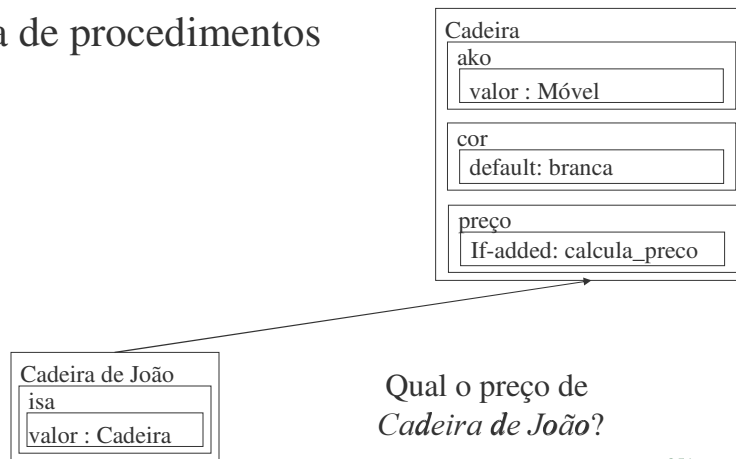 a de procedimentos
Cadeira
ako
valor : Móvel
cor
default: branca
preço
If-added: calcula_preco
Cadeira de João
isa
valor : Cadeira
Qual o preço de
Cadeira de João?